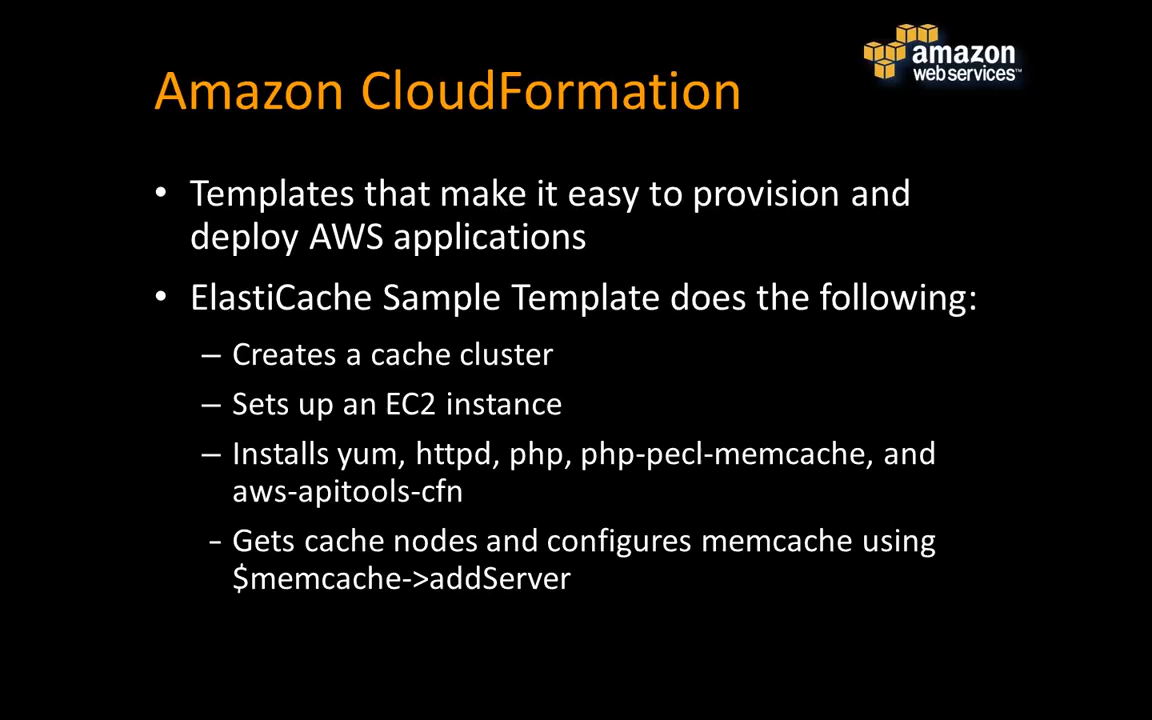 amazon
webservices™
Amazon CloudFormation
• Templates that make it easy to provision and
deploy AWS applications
• ElastiCache Sample Template does the following:
– Creates a cache cluster
– Sets up an EC2 instance
– Installs yum, httpd, php, php-pecl-memcache, and
aws-apitools-cfn
– Gets cache nodes and configures memcache using
$memcache->addServer